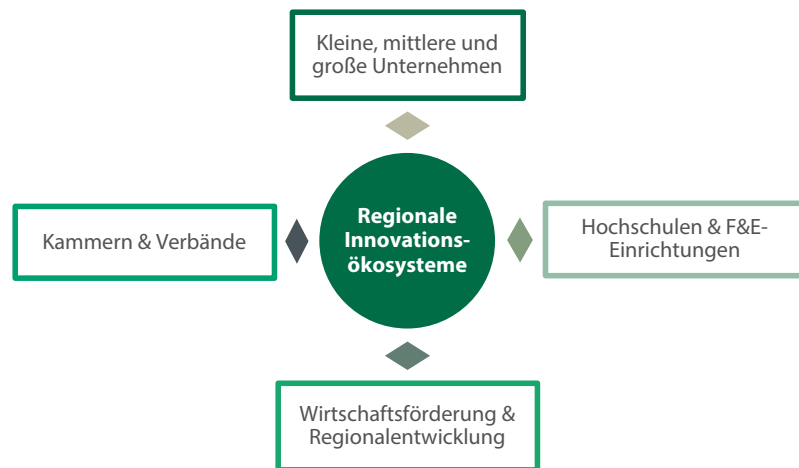 Kleine, mittlere und
große Unternehmen
Kammern & Verbände
Regionale
Innovations-
ökosysteme
Hochschulen & F&E-
Einrichtungen
Wirtschaftsförderung &
Regionalentwicklung